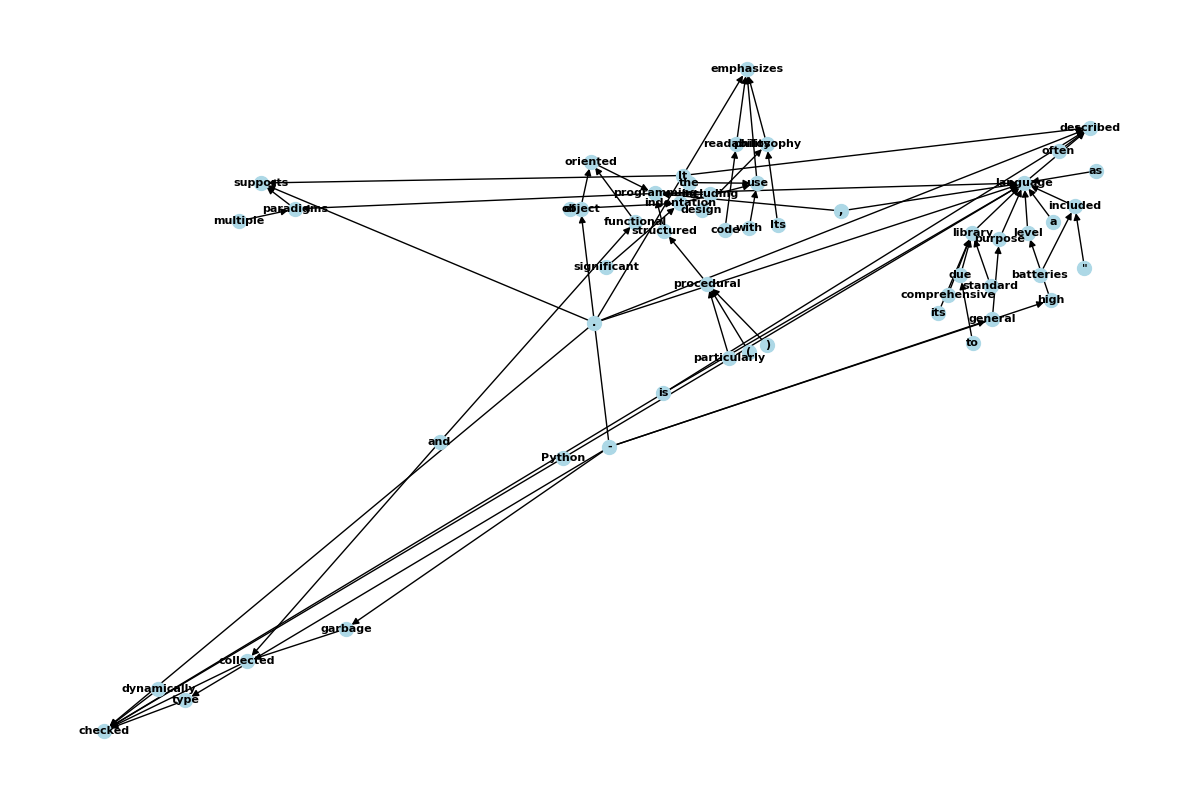 emphasizes
described
readability philosophy
often
oriented
as
supports
It
the
use
language
programming
including
paradigms
indentation
included
object
design
,
multiple
functional
a
structured
code
with
Its
library
level
purpose
significant
due
batteries
"
procedural
standard
comprehensive
high
its
general
.
to
particularly
(
)
is
and
-
Python
garbage
collected
dynamically
type
checked